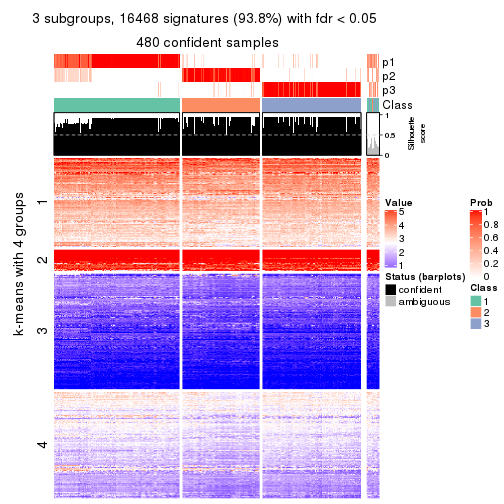 3 subgroups, 16468 signatures (93.8%) with fdr < 0.05
480 confident samples
p1
p2
p3
Class
1
0.5
0
Silhouette
score
k-means with 4 groups
1
2
3
4
Value
5
4
3
2
1
Status (barplots)
confident
ambiguous
Prob
1
0.8
0.6
0.4
0.2
0
Class
1
2
3